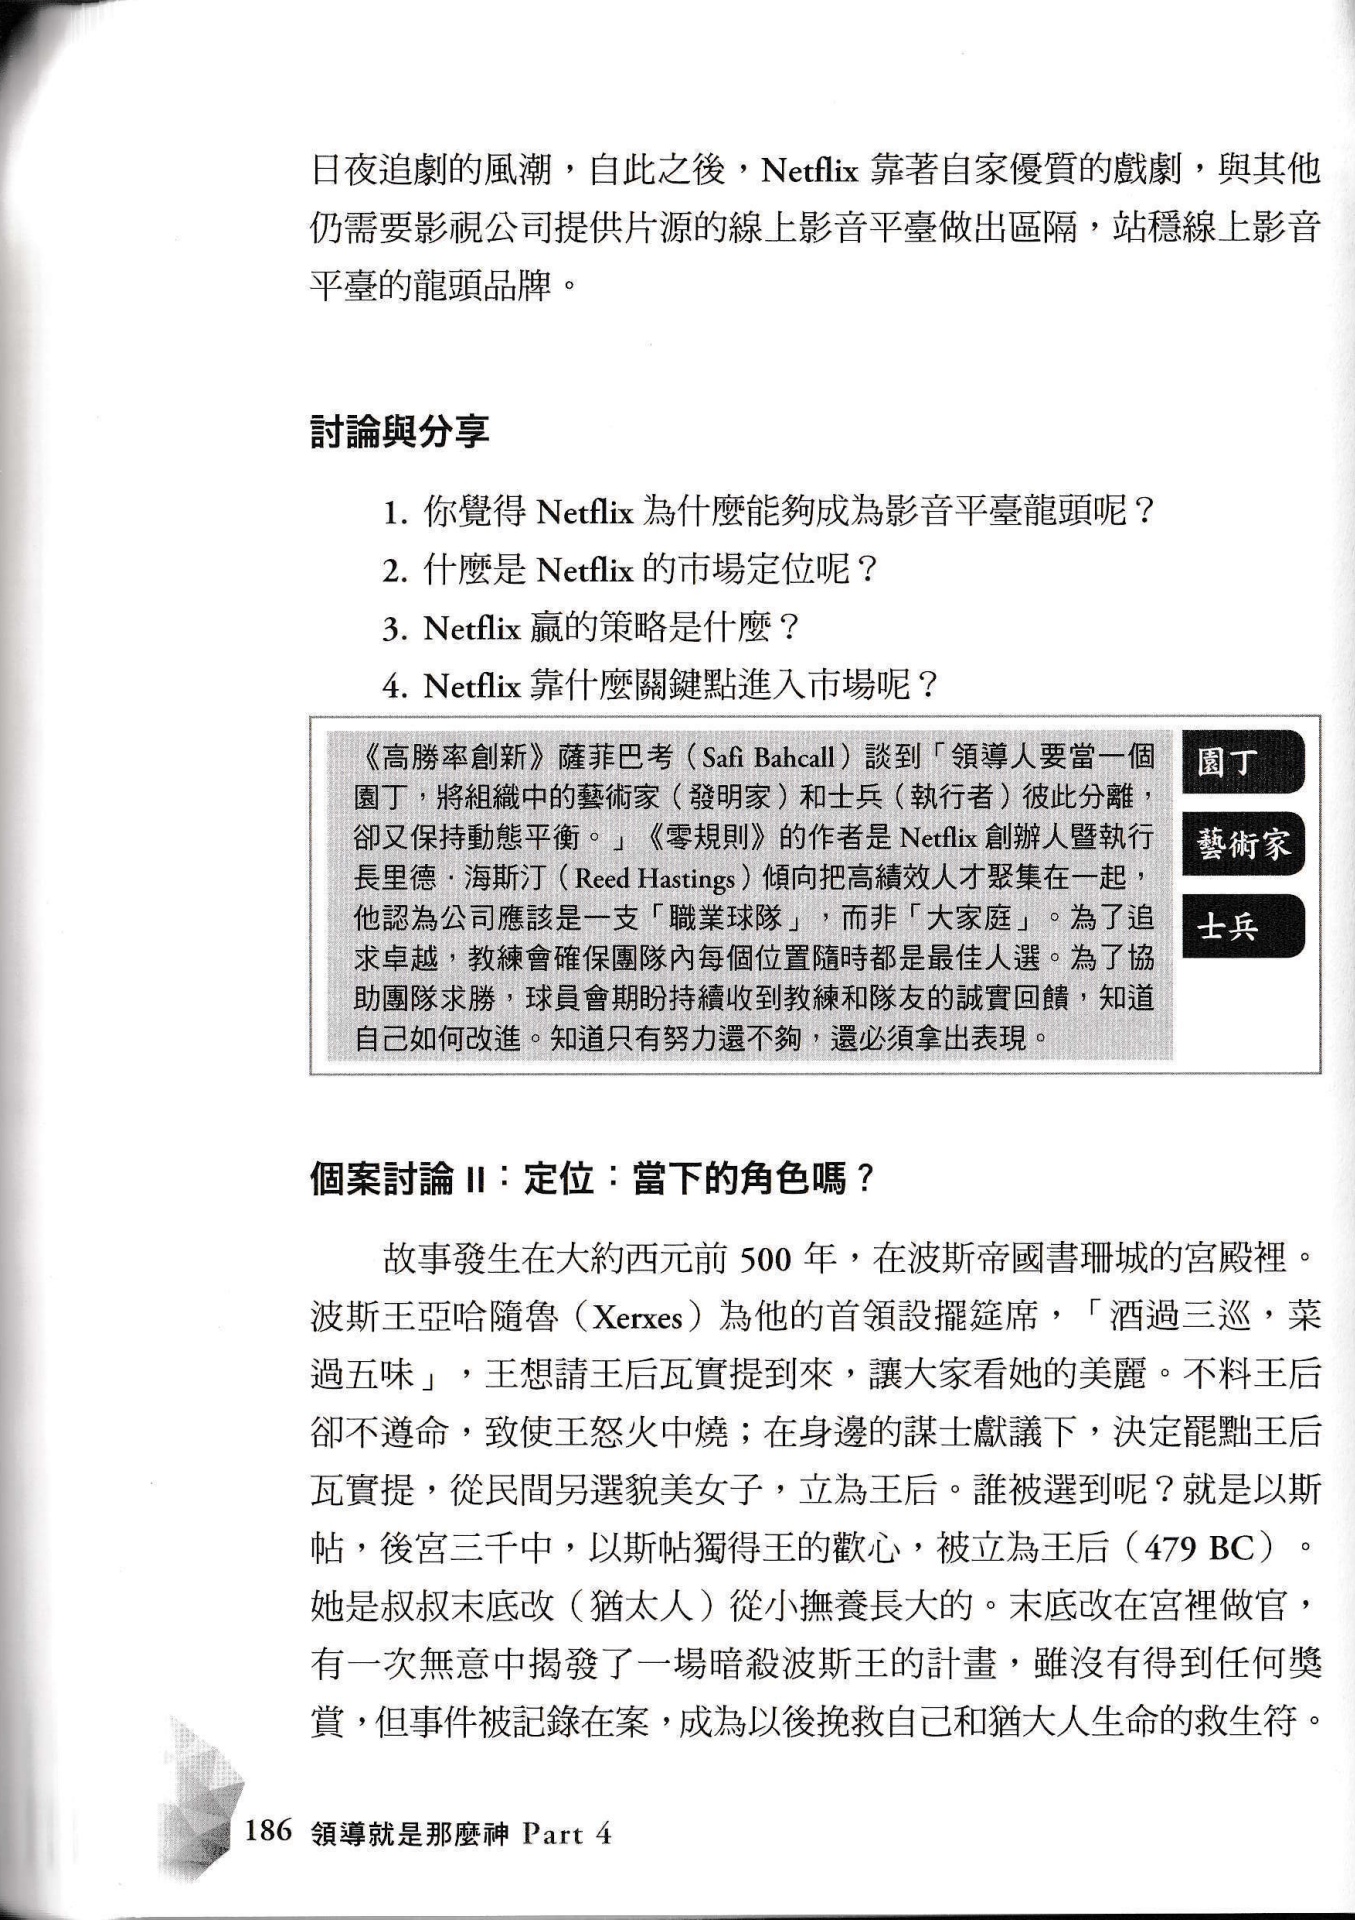 日夜追劇的風潮，自此之後，Netflix 靠著自家優質的戲劇，與其他
仍需要影視公司提供片源的線上影音平臺做出區隔，站穩線上影音
平臺的龍頭品牌。
討論與分享
1. 你覺得 Netflix 為什麼能夠成為影音平臺龍頭呢？
2. 什麼是 Netflix 的市場定位呢？
3. Netflix 贏的策略是什麼？
4. Netflix 靠什麼關鍵點進入市場呢？
《高勝率創新》薩菲巴考（Safi Bahcall）談到「領導人要當一個
園丁，將組織中的藝術家（發明家）和士兵（執行者）彼此分離，
卻又保持動態平衡。」《零規則》的作者是 Netflix 創辦人暨執行
長里德·海斯汀（Reed Hastings）傾向把高績效人才聚集在一起，
他認為公司應該是一支「職業球隊」，而非「大家庭」。為了追
求卓越，教練會確保團隊內每個位置隨時都是最佳人選。為了協
助團隊求勝，球員會期盼持續收到教練和隊友的誠實回饋，知道
自己如何改進。知道只有努力還不夠，還必須拿出表現。
園丁
藝術家
士兵
個案討論 II：定位：當下的角色嗎？
故事發生在大約西元前 500 年，在波斯帝國書珊城的宮殿裡。
波斯王亞哈隨魯（Xerxes）為他的首領設擺筵席，「酒過三巡，菜
過五味」，王想請王后瓦實提到來，讓大家看她的美麗。不料王后
卻不遵命，致使王怒火中燒；在身邊的謀士獻議下，決定罷黜王后
瓦實提，從民間另選貌美女子，立為王后。誰被選到呢？就是以斯
帖，後宮三千中，以斯帖獨得王的歡心，被立為王后（479 BC）。
她是叔叔末底改（猶太人）從小撫養長大的。末底改在宮裡做官，
有一次無意中揭發了一場暗殺波斯王的計畫，雖沒有得到任何獎
賞，但事件被記錄在案，成為以後挽救自己和猶大人生命的救生符。
186 領導就是那麼神 Part 4